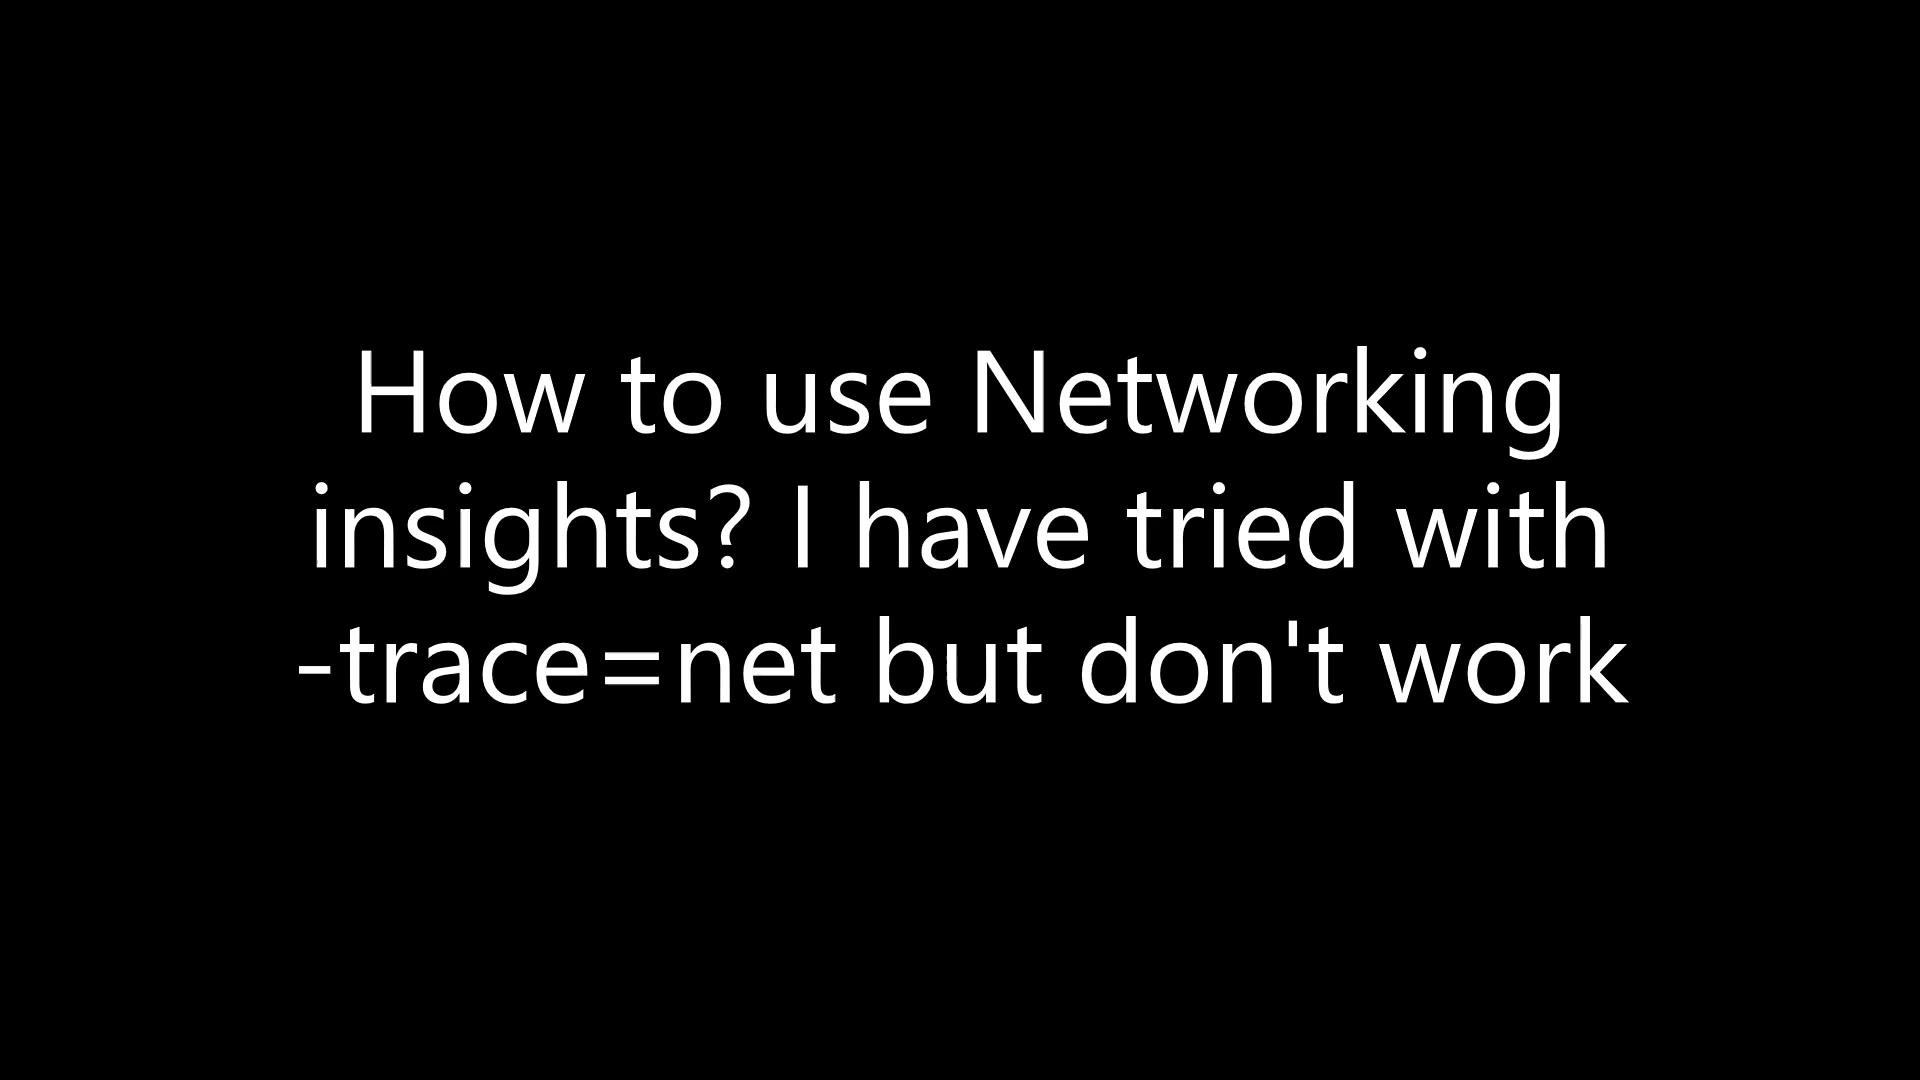 How to use Networking
insights? I have tried with
-trace=net but don't work